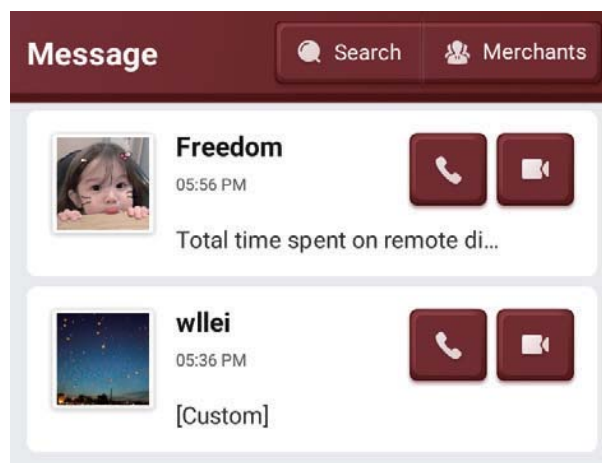 Message
Search
Merchants
Freedom
05:56 PM
Total time spent on remote di...
wllei
05:36 PM
[Custom]